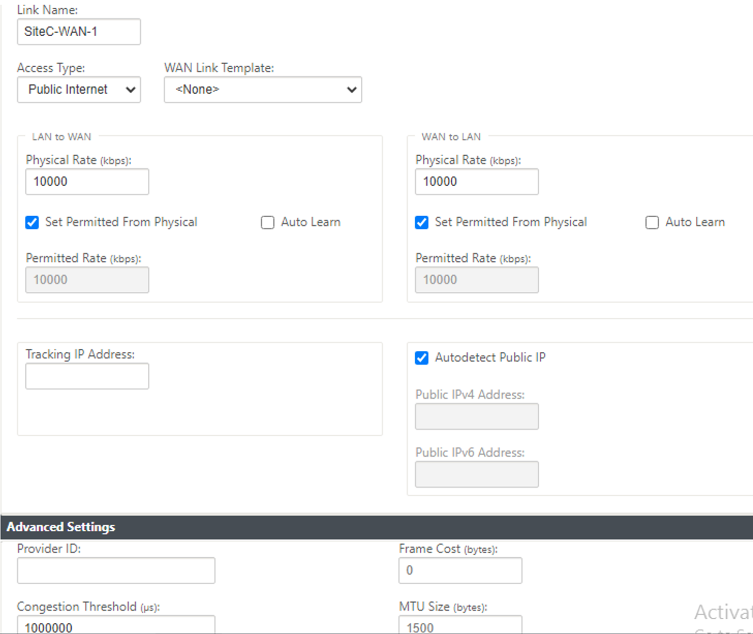 Link Name:
SiteC-WAN-1
Access Type: WAN Link Template:
Public Internet <None>
LAN to WAN WAN to LAN
Physical Rate (kbps): Physical Rate (kbps):
10000 10000
Set Permitted From Physical Auto Learn Set Permitted From Physical Auto Learn
Permitted Rate (kbps): Permitted Rate (kbps):
10000 10000
Tracking IP Address: Autodetect Public IP
Public IPv4 Address:
Public IPv6 Address:
Advanced Settings
Provider ID: Frame Cost (bytes):
0
Congestion Threshold (µs): MTU Size (bytes):
1000000 1500